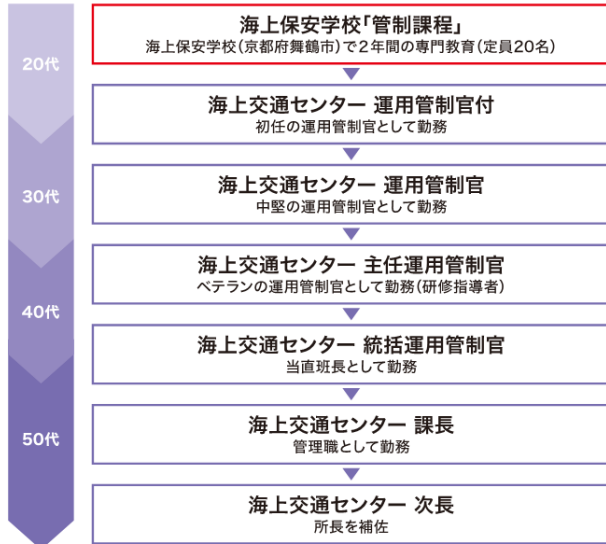 海上保安学校「管制課程」
海上保安学校(京都府舞鶴市)で2年間の専門教育(定員20名)
20代
海上交通センター 運用管制官付
初任の運用管制官として勤務
30代
海上交通センター 運用管制官
中堅の運用管制官として勤務
海上交通センター 主任運用管制官
ベテランの運用管制官として勤務(研修指導者)
40代
海上交通センター 統括運用管制官
当直班長として勤務
50代
海上交通センター 課長
管理職として勤務
海上交通センター 次長
所長を補佐